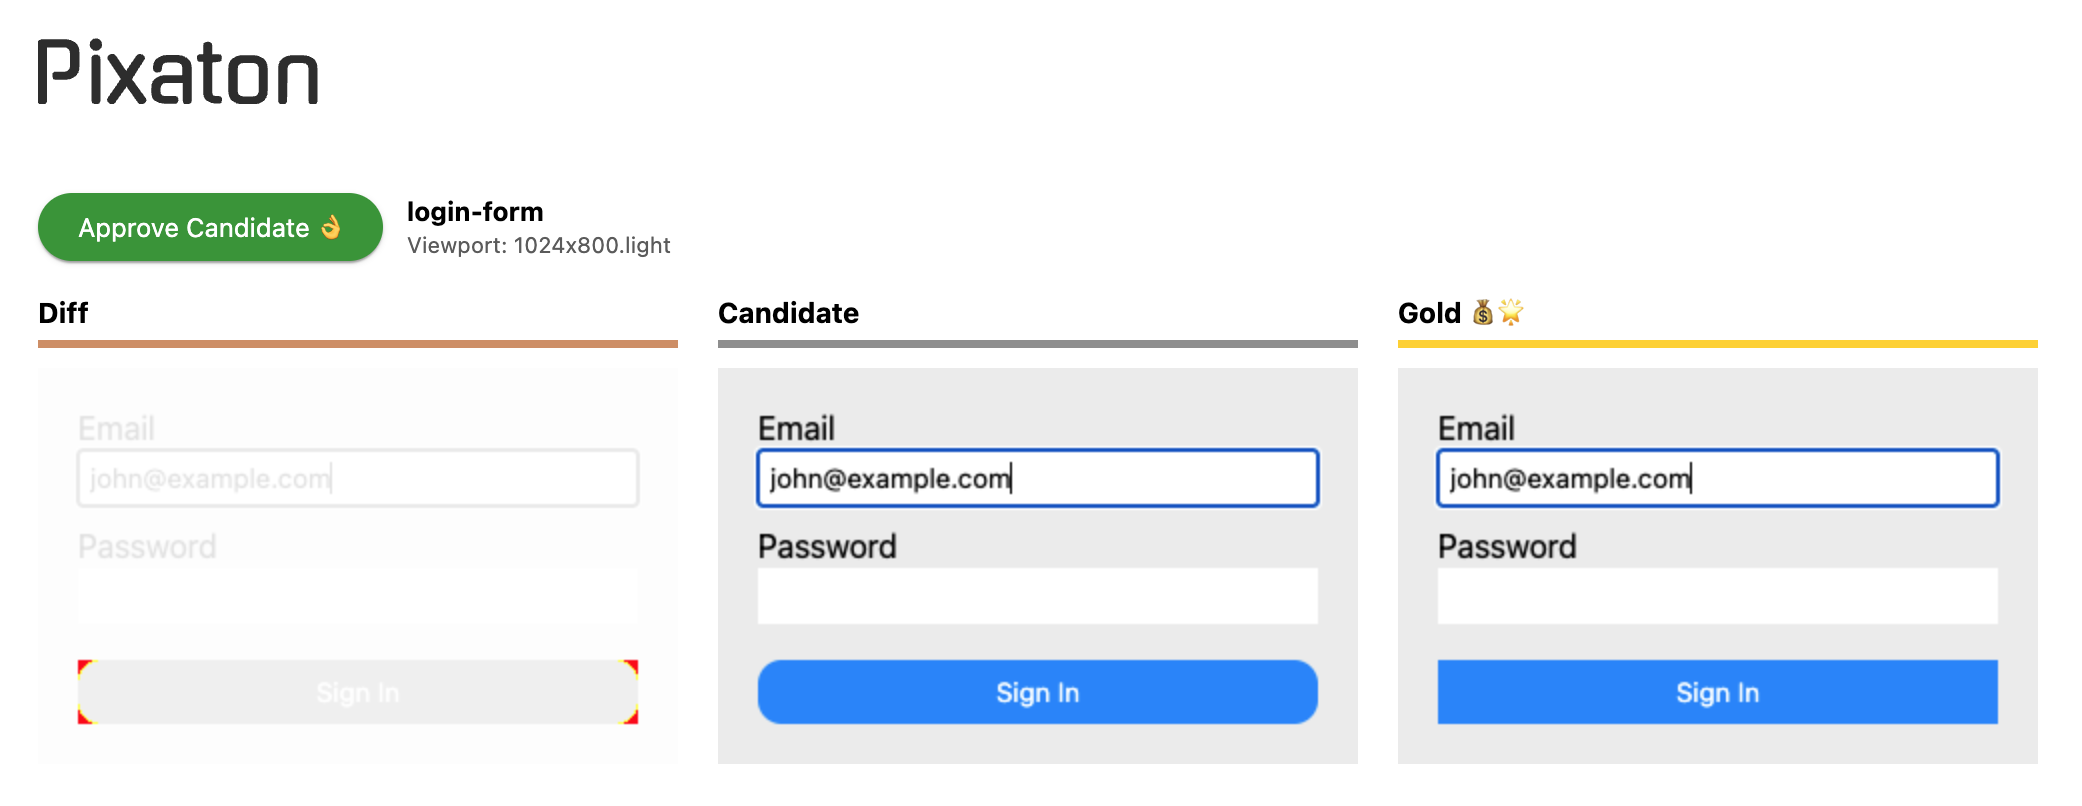 Pixaton
Approve Candidate 👌
login-form
Viewport: 1024x800.light
Diff
Email
john@example.com
Password
Sign In
Candidate
Email
john@example.com
Password
Sign In
Gold 💰🌟
Email
john@example.com
Password
Sign In